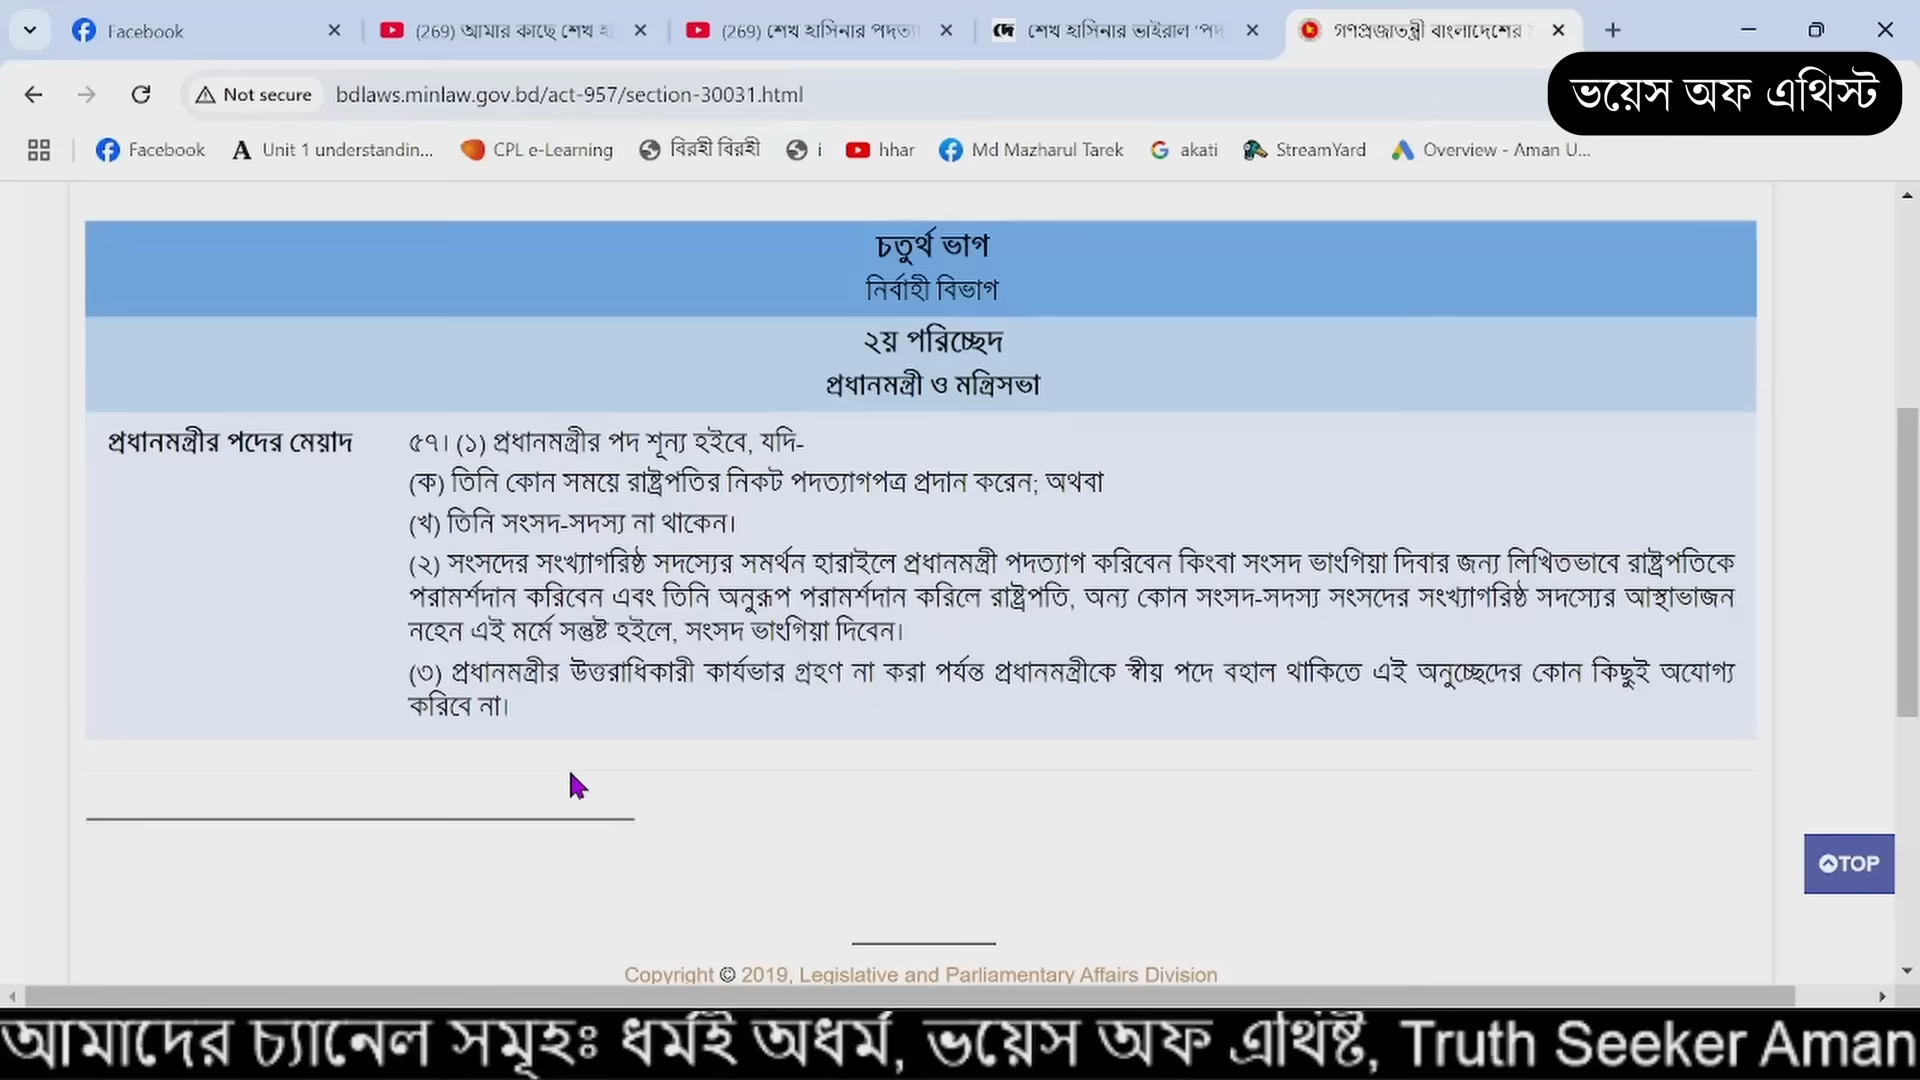 Facebook
(269) আমার কাছে শেখ
(269) শেখ হাসিনার পদত্যা
শেখ হাসিনার ভাইরাল ‘পদ
গণপ্রজাতন্ত্রী বাংলাদেশের
Not secure
bdlaws.minlaw.gov.bd/act-957/section-30031.html
ভয়েস অফ এথিস্ট
Facebook
Unit 1 understandin...
CPL e-Learning
বিরহী বিরহী
i
hhar
Md Mazharul Tarek
akati
StreamYard
Overview - Aman U...
চতুর্থ ভাগ
নির্বাহী বিভাগ
২য় পরিচ্ছেদ
প্রধানমন্ত্রী ও মন্ত্রিসভা
প্রধানমন্ত্রীর পদের মেয়াদ
৫৭। (১) প্রধানমন্ত্রীর পদ শূন্য হইবে, যদি-
(ক) তিনি কোন সময়ে রাষ্ট্রপতির নিকট পদত্যাগপত্র প্রদান করেন; অথবা
(খ) তিনি সংসদ-সদস্য না থাকেন।
(২) সংসদের সংখ্যাগরিষ্ঠ সদস্যের সমর্থন হারাইলে প্রধানমন্ত্রী পদত্যাগ করিবেন কিংবা সংসদ ভাংগিয়া দিবার জন্য লিখিতভাবে রাষ্ট্রপতিকে
পরামর্শদান করিবেন এবং তিনি অনুরূপ পরামর্শদান করিলে রাষ্ট্রপতি, অন্য কোন সংসদ-সদস্য সংসদের সংখ্যাগরিষ্ঠ সদস্যের আস্থাভাজন
নহেন এই মর্মে সন্তুষ্ট হইলে, সংসদ ভাংগিয়া দিবেন।
(৩) প্রধানমন্ত্রীর উত্তরাধিকারী কার্যভার গ্রহণ না করা পর্যন্ত প্রধানমন্ত্রীকে স্বীয় পদে বহাল থাকিতে এই অনুচ্ছেদের কোন কিছুই অযোগ্য
করিবে না।
TOP
Copyright © 2019, Legislative and Parliamentary Affairs Division
আমাদের চ্যানেল সমূহঃ ধর্মই অধর্ম, ভয়েস অফ এথিষ্ট, Truth Seeker Aman